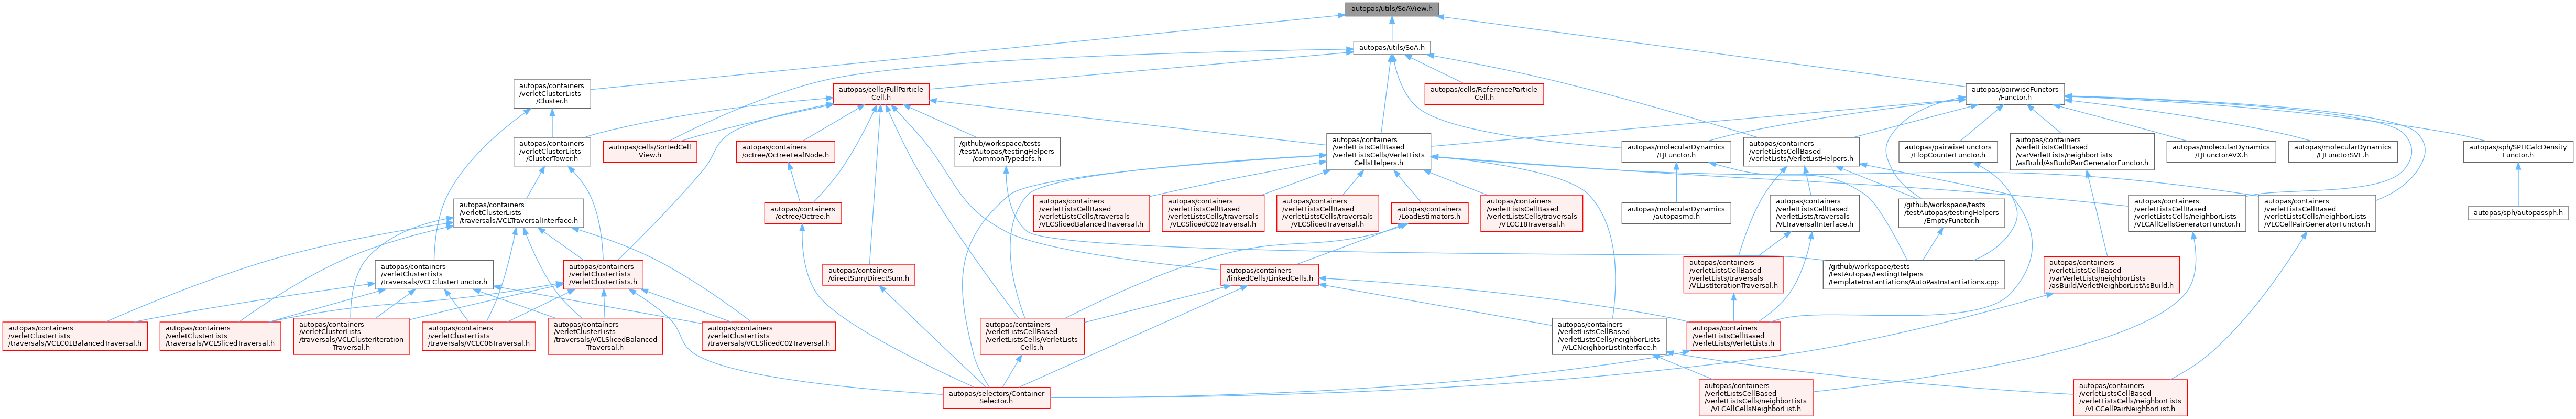 autopas/utils/SoAView.h
autopas/utils/SoA.h
autopas/containers
/verletClusterLists
/Cluster.h
autopas/cells/FullParticle
Cell.h
autopas/cells/ReferenceParticle
Cell.h
autopas/pairwiseFunctors
/Functor.h
autopas/containers
/verletClusterLists
/ClusterTower.h
autopas/cells/SortedCell
View.h
autopas/containers
/octree/OctreeLeafNode.h
/github/workspace/tests
/testAutopas/testingHelpers
/commonTypedefs.h
autopas/containers
/verletListsCellBased
/verletListsCells/VerletLists
CellsHelpers.h
autopas/molecularDynamics
/LJFunctor.h
autopas/containers
/verletListsCellBased
/verletLists/VerletListHelpers.h
autopas/pairwiseFunctors
/FlopCounterFunctor.h
autopas/containers
/verletListsCellBased
/varVerletLists/neighborLists
/asBuild/AsBuildPairGeneratorFunctor.h
autopas/molecularDynamics
/LJFunctorAVX.h
autopas/molecularDynamics
/LJFunctorSVE.h
autopas/sph/SPHCalcDensity
Functor.h
autopas/containers
/verletClusterLists
/traversals/VCLTraversalInterface.h
autopas/containers
/octree/Octree.h
autopas/containers
/verletListsCellBased
/verletListsCells/traversals
/VLCSlicedBalancedTraversal.h
autopas/containers
/verletListsCellBased
/verletListsCells/traversals
/VLCSlicedC02Traversal.h
autopas/containers
/verletListsCellBased
/verletListsCells/traversals
/VLCSlicedTraversal.h
autopas/containers
/LoadEstimators.h
autopas/containers
/verletListsCellBased
/verletListsCells/traversals
/VLCC18Traversal.h
autopas/molecularDynamics
/autopasmd.h
autopas/containers
/verletListsCellBased
/verletLists/traversals
/VLTraversalInterface.h
/github/workspace/tests
/testAutopas/testingHelpers
/EmptyFunctor.h
autopas/containers
/verletListsCellBased
/verletListsCells/neighborLists
/VLCAllCellsGeneratorFunctor.h
autopas/containers
/verletListsCellBased
/verletListsCells/neighborLists
/VLCCellPairGeneratorFunctor.h
autopas/sph/autopassph.h
autopas/containers
/verletClusterLists
/traversals/VCLClusterFunctor.h
autopas/containers
/verletClusterLists
/VerletClusterLists.h
autopas/containers
/directSum/DirectSum.h
autopas/containers
/linkedCells/LinkedCells.h
autopas/containers
/verletListsCellBased
/verletLists/traversals
/VLListIterationTraversal.h
/github/workspace/tests
/testAutopas/testingHelpers
/templateInstantiations/AutoPasInstantiations.cpp
autopas/containers
/verletListsCellBased
/varVerletLists/neighborLists
/asBuild/VerletNeighborListAsBuild.h
autopas/containers
/verletClusterLists
/traversals/VCLC01BalancedTraversal.h
autopas/containers
/verletClusterLists
/traversals/VCLSlicedTraversal.h
autopas/containers
/verletClusterLists
/traversals/VCLClusterIteration
Traversal.h
autopas/containers
/verletClusterLists
/traversals/VCLC06Traversal.h
autopas/containers
/verletClusterLists
/traversals/VCLSlicedBalanced
Traversal.h
autopas/containers
/verletClusterLists
/traversals/VCLSlicedC02Traversal.h
autopas/containers
/verletListsCellBased
/verletListsCells/VerletLists
Cells.h
autopas/containers
/verletListsCellBased
/verletListsCells/neighborLists
/VLCNeighborListInterface.h
autopas/containers
/verletListsCellBased
/verletLists/VerletLists.h
autopas/selectors/Container
Selector.h
autopas/containers
/verletListsCellBased
/verletListsCells/neighborLists
/VLCAllCellsNeighborList.h
autopas/containers
/verletListsCellBased
/verletListsCells/neighborLists
/VLCCellPairNeighborList.h